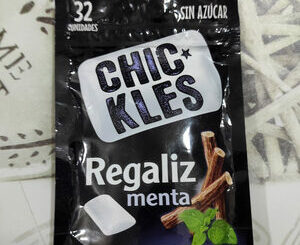 32
UNIDADES
SIN AZÚCAR
CHIC★
KLES
Regaliz
menta